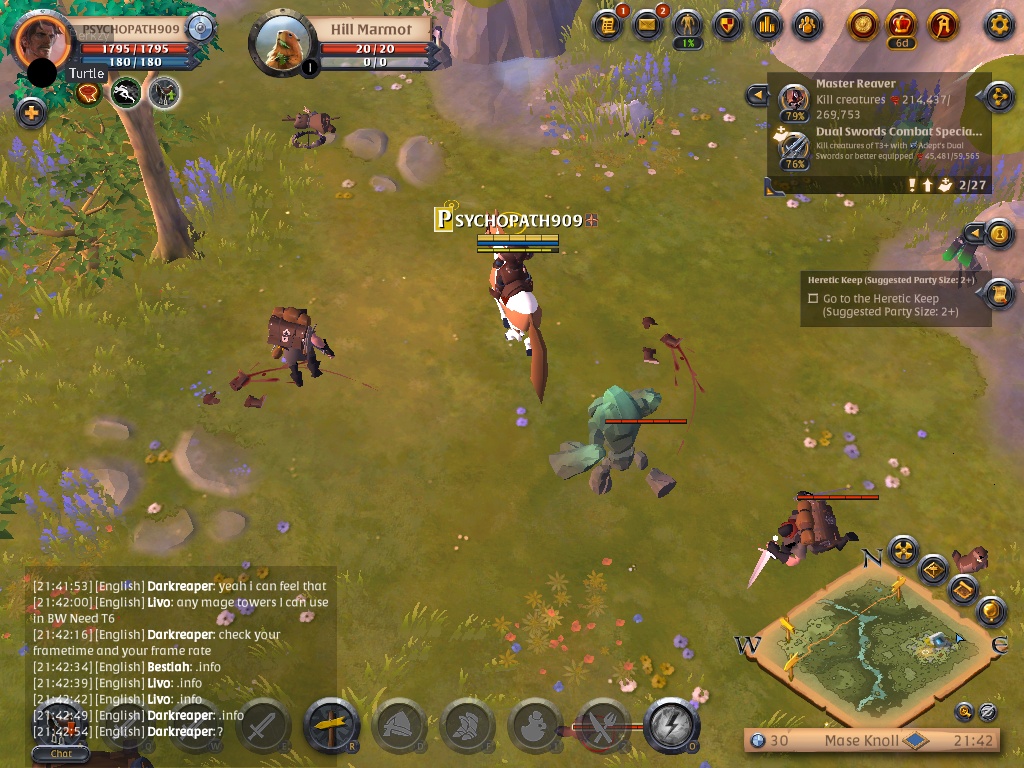 PSYCHOPATH909
1795 / 1795
180 / 180
Turtle
Hill Marmot
20 / 20
0 / 0
I
1
2
1%
6d
Master Reaver
Kill creatures 214,437/
269,753
79%
Dual Swords Combat Specia...
Kill creatures of T3+ with Adept's Dual
Swords or better equipped 45,481/59,565
76%
2/27
PSYCHOPATH909
Heretic Keep (Suggested Party Size: 2+)
Go to the Heretic Keep
(Suggested Party Size: 2+)
[21:41:53] [English] Darkreaper: yeah i can feel that
[21:42:00] [English] Livo: any mage towers I can use
in BW Need T6
[21:42:16] [English] Darkreaper: check your
frametime and your frame rate
[21:42:34] [English] Bestiah: .info
[21:42:39] [English] Livo: .info
[21:42:42] [English] Livo: .info
[21:42:49] [English] Darkreaper: .info
[21:42:54] [English] Darkreaper: ?
Chat
Q
W
E
R
D
F
O
N
W
E
30
Mase Knoll
21:42